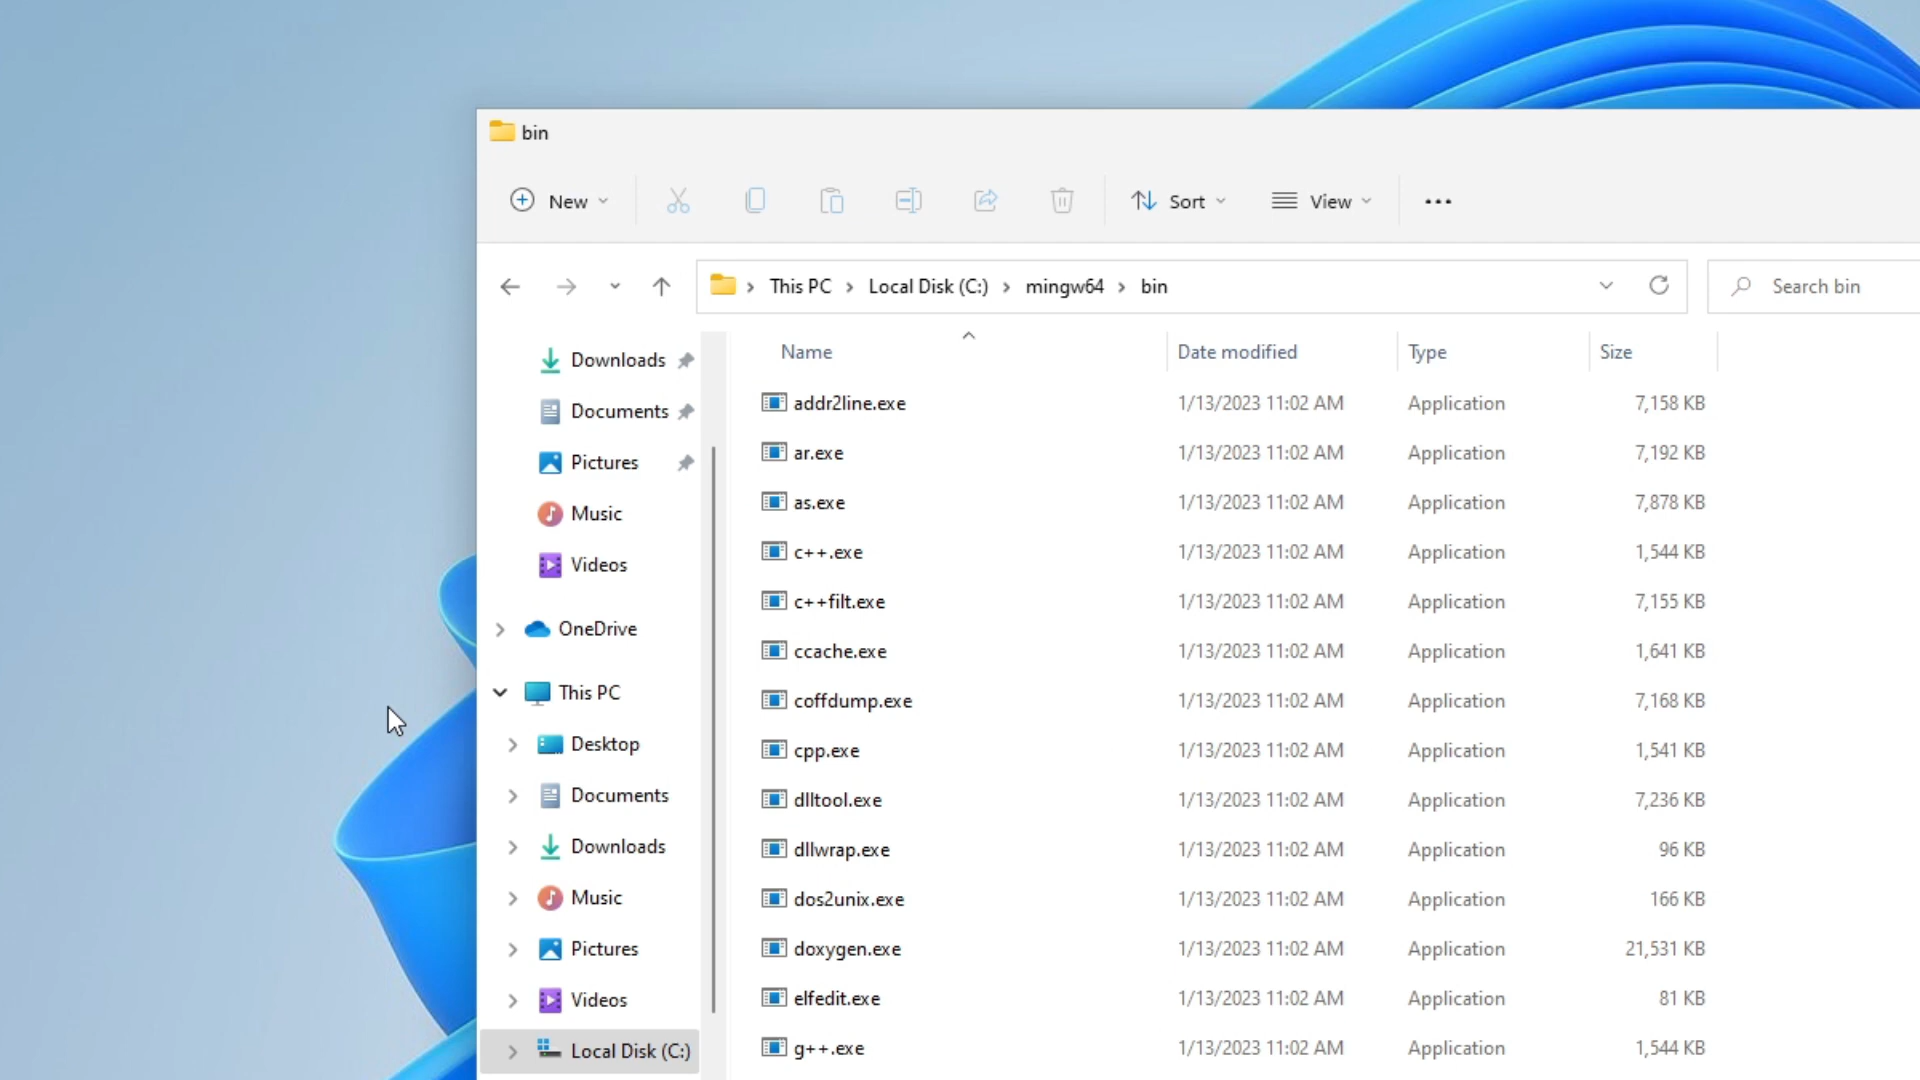 bin
New
Sort
View
This PC
Local Disk (C:)
mingw64
bin
Search bin
Name
Date modified
Type
Size
Downloads
Documents
Pictures
Music
Videos
OneDrive
This PC
Desktop
Documents
Downloads
Music
Pictures
Videos
Local Disk (C:)
addr2line.exe 1/13/2023 11:02 AM Application 7,158 KB
ar.exe 1/13/2023 11:02 AM Application 7,192 KB
as.exe 1/13/2023 11:02 AM Application 7,878 KB
c++.exe 1/13/2023 11:02 AM Application 1,544 KB
c++filt.exe 1/13/2023 11:02 AM Application 7,155 KB
ccache.exe 1/13/2023 11:02 AM Application 1,641 KB
coffdump.exe 1/13/2023 11:02 AM Application 7,168 KB
cpp.exe 1/13/2023 11:02 AM Application 1,541 KB
dlltool.exe 1/13/2023 11:02 AM Application 7,236 KB
dllwrap.exe 1/13/2023 11:02 AM Application 96 KB
dos2unix.exe 1/13/2023 11:02 AM Application 166 KB
doxygen.exe 1/13/2023 11:02 AM Application 21,531 KB
elfedit.exe 1/13/2023 11:02 AM Application 81 KB
g++.exe 1/13/2023 11:02 AM Application 1,544 KB